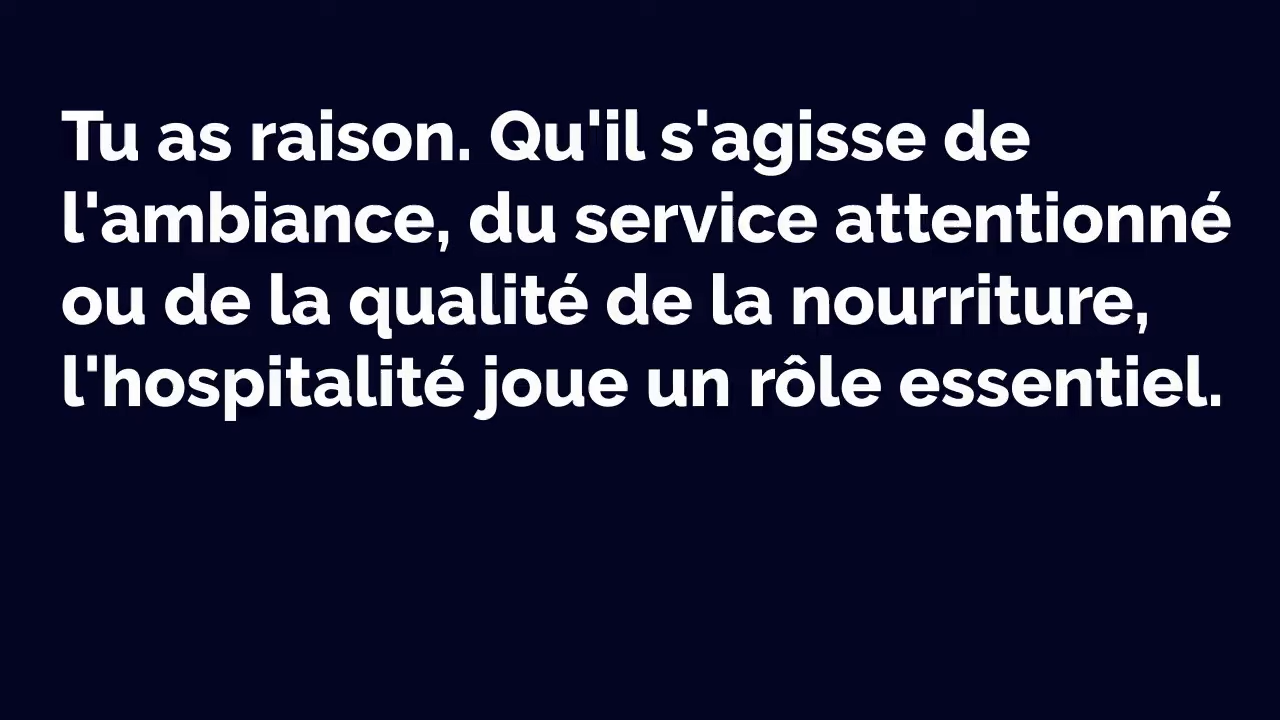 Tu as raison. Qu'il s'agisse de
l'ambiance, du service attentionné
ou de la qualité de la nourriture,
l'hospitalité joue un rôle essentiel.